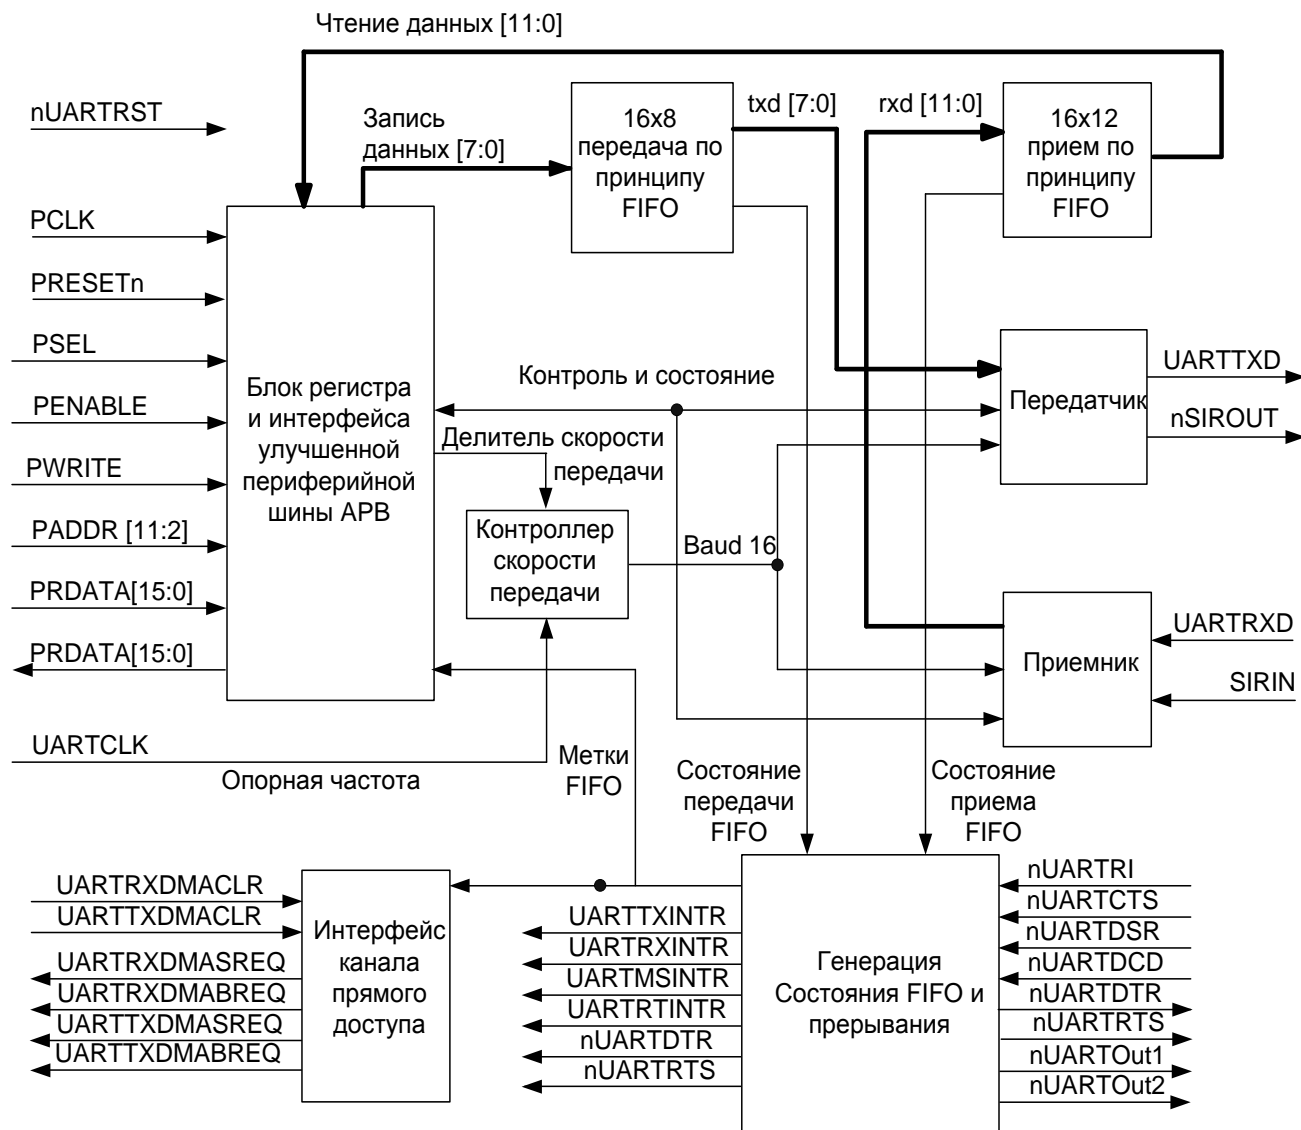 Чтение данных [11:0]
nUARTRST
Запись
данных [7:0]
16x8
передача по
принципу
FIFO
txd [7:0]
rxd [11:0]
16x12
прием по
принципу
FIFO
PCLK
PRESETn
PSEL
PENABLE
PWRITE
PADDR [11:2]
PRDATA[15:0]
PRDATA[15:0]
UARTCLK
Опорная частота
Блок регистра
и интерфейса
улучшенной
периферийной
шины APB
Контроль и состояние
Делитель скорости
передачи
Контроллер
скорости
передачи
Baud 16
Передатчик
UARTTXD
nSIROUT
Приемник
UARTRXD
SIRIN
Метки
FIFO
Состояние
передачи
FIFO
Состояние
приема
FIFO
UARTRXDMACLR
UARTTXDMACLR
UARTRXDMASREQ
UARTRXDMABREQ
UARTTXDMASREQ
UARTTXDMABREQ
Интерфейс
канала
прямого
доступа
UARTTXINTR
UARTRXINTR
UARTMSINTR
UARTRTINTR
nUARTDTR
nUARTRTS
Генерация
Состояния FIFO и
прерывания
nUARTRI
nUARTCTS
nUARTDSR
nUARTDCD
nUARTDTR
nUARTRTS
nUARTOut1
nUARTOut2